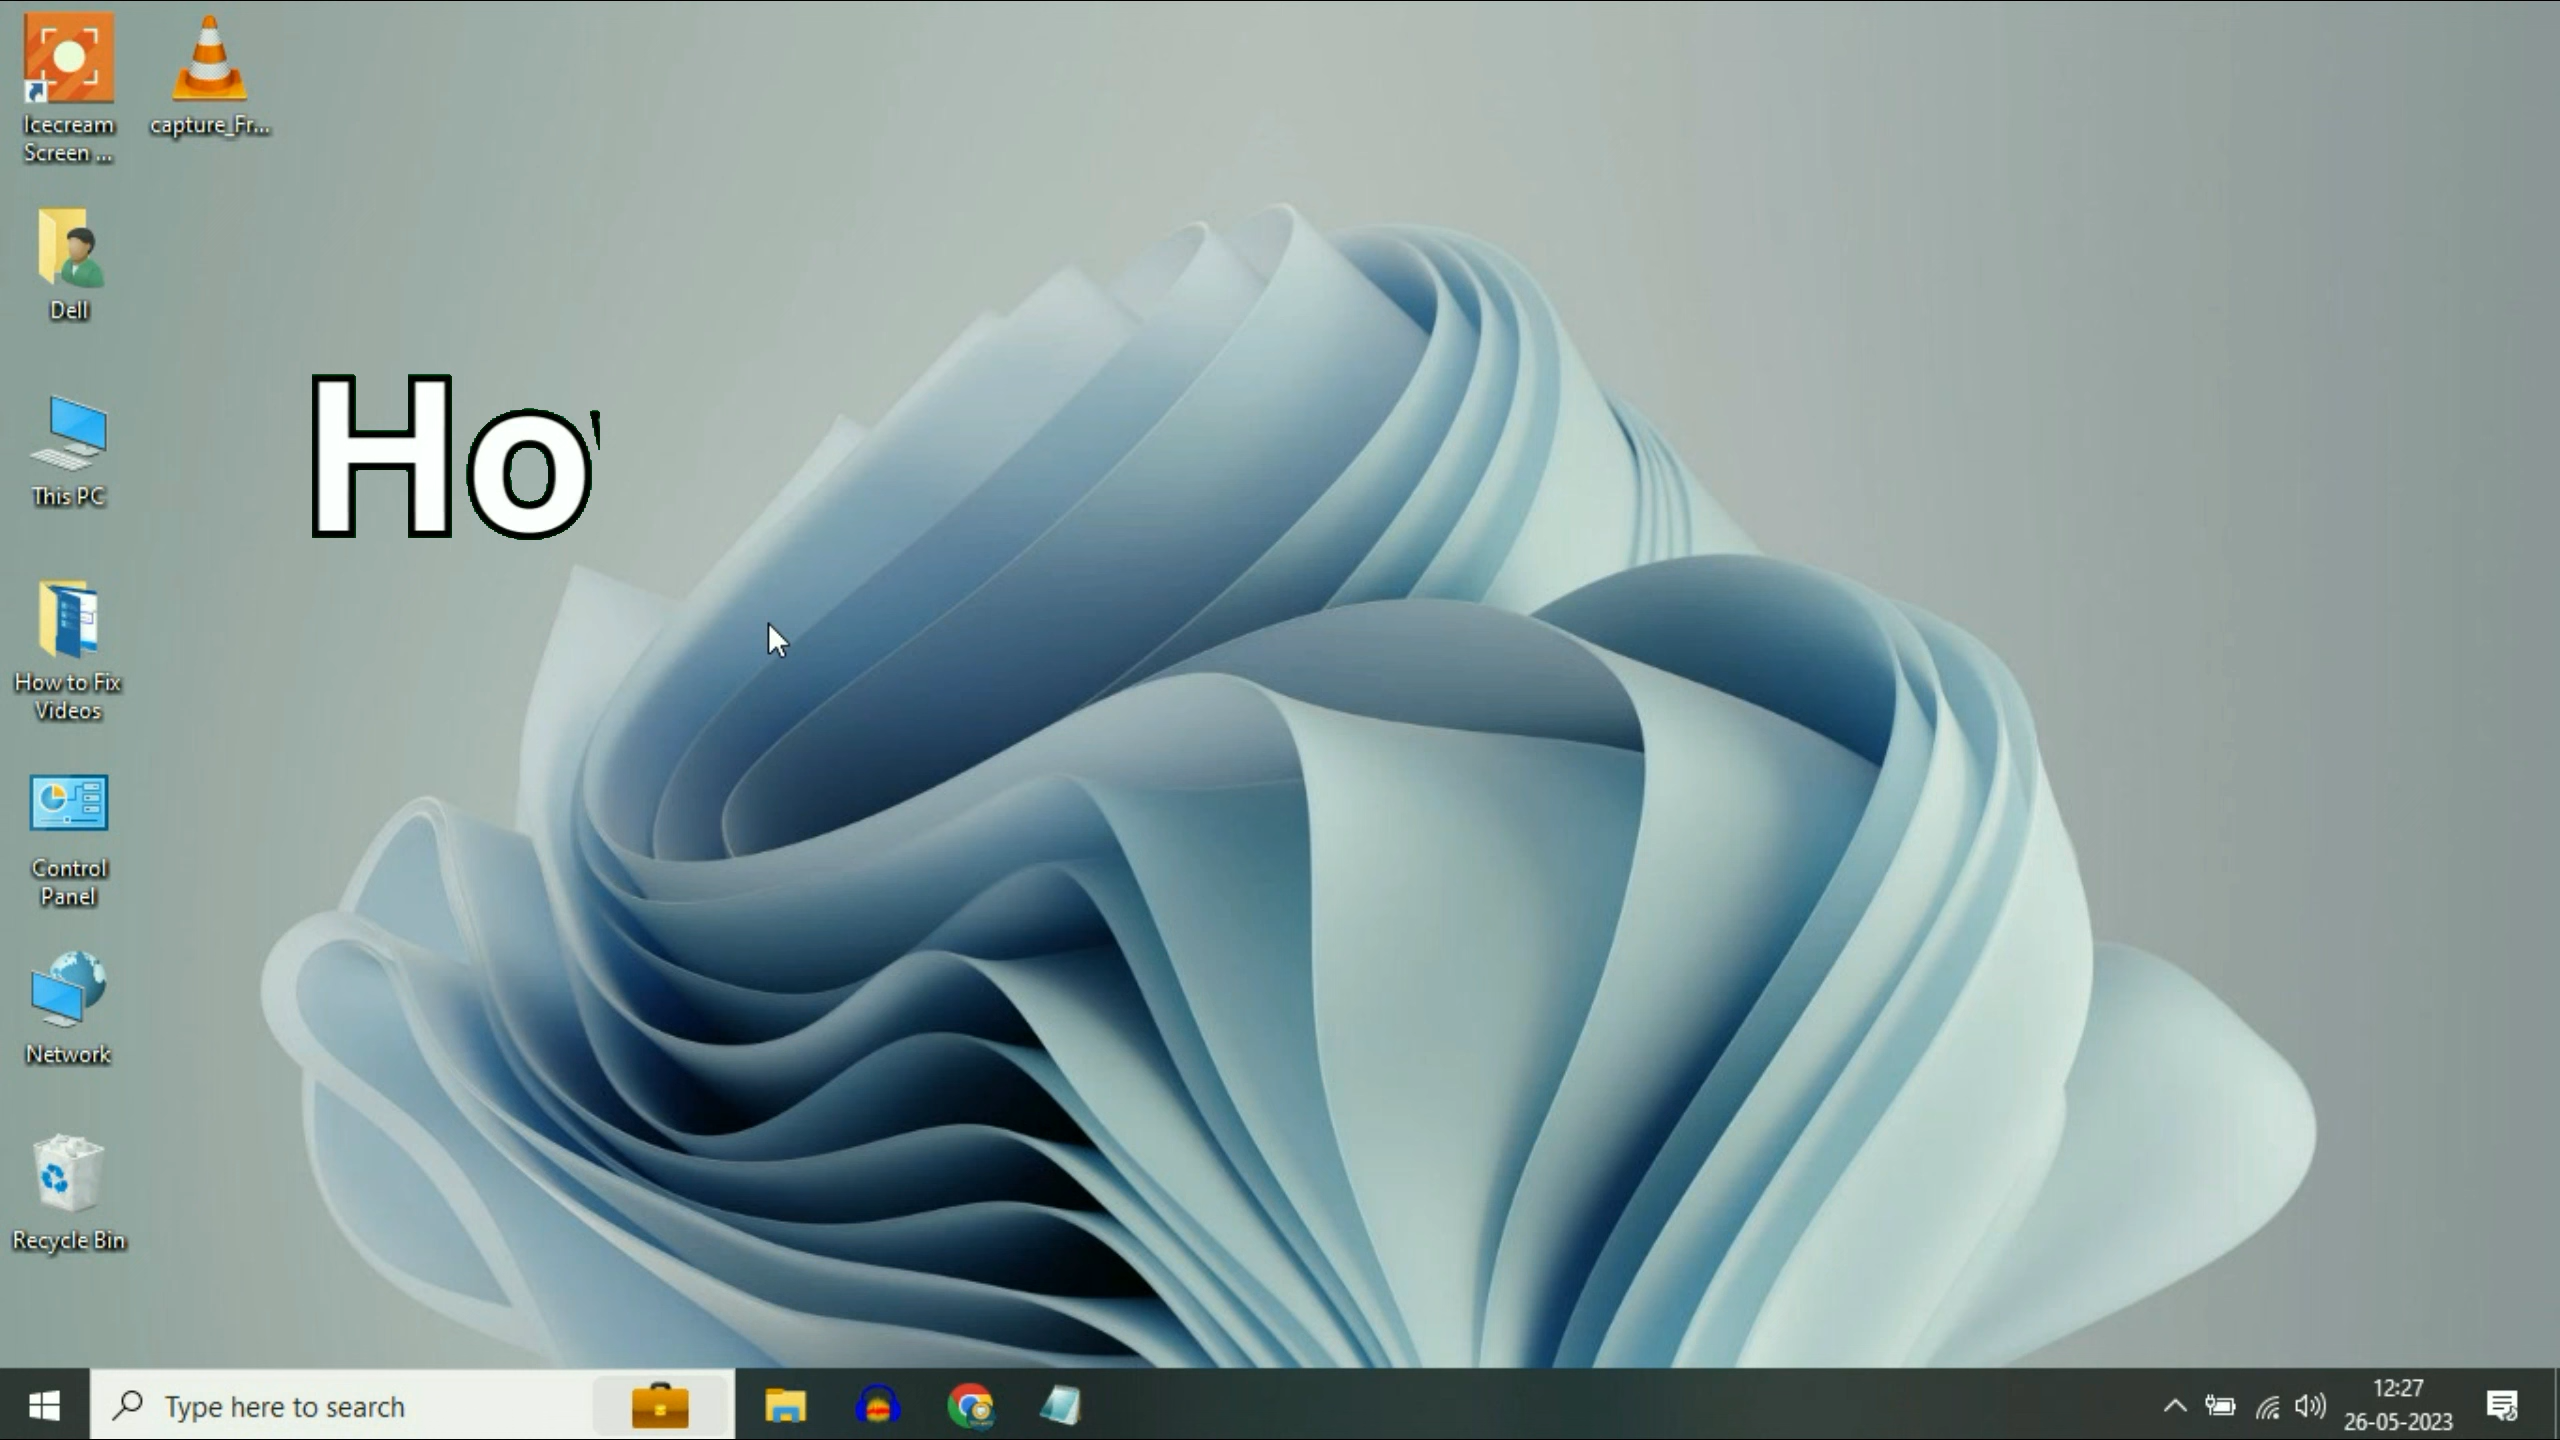 Icecream
Screen ...
capture_Fr...
Dell
This PC
How to Fix
Videos
Control
Panel
Network
Recycle Bin
Ho
Type here to search
12:27
26-05-2023